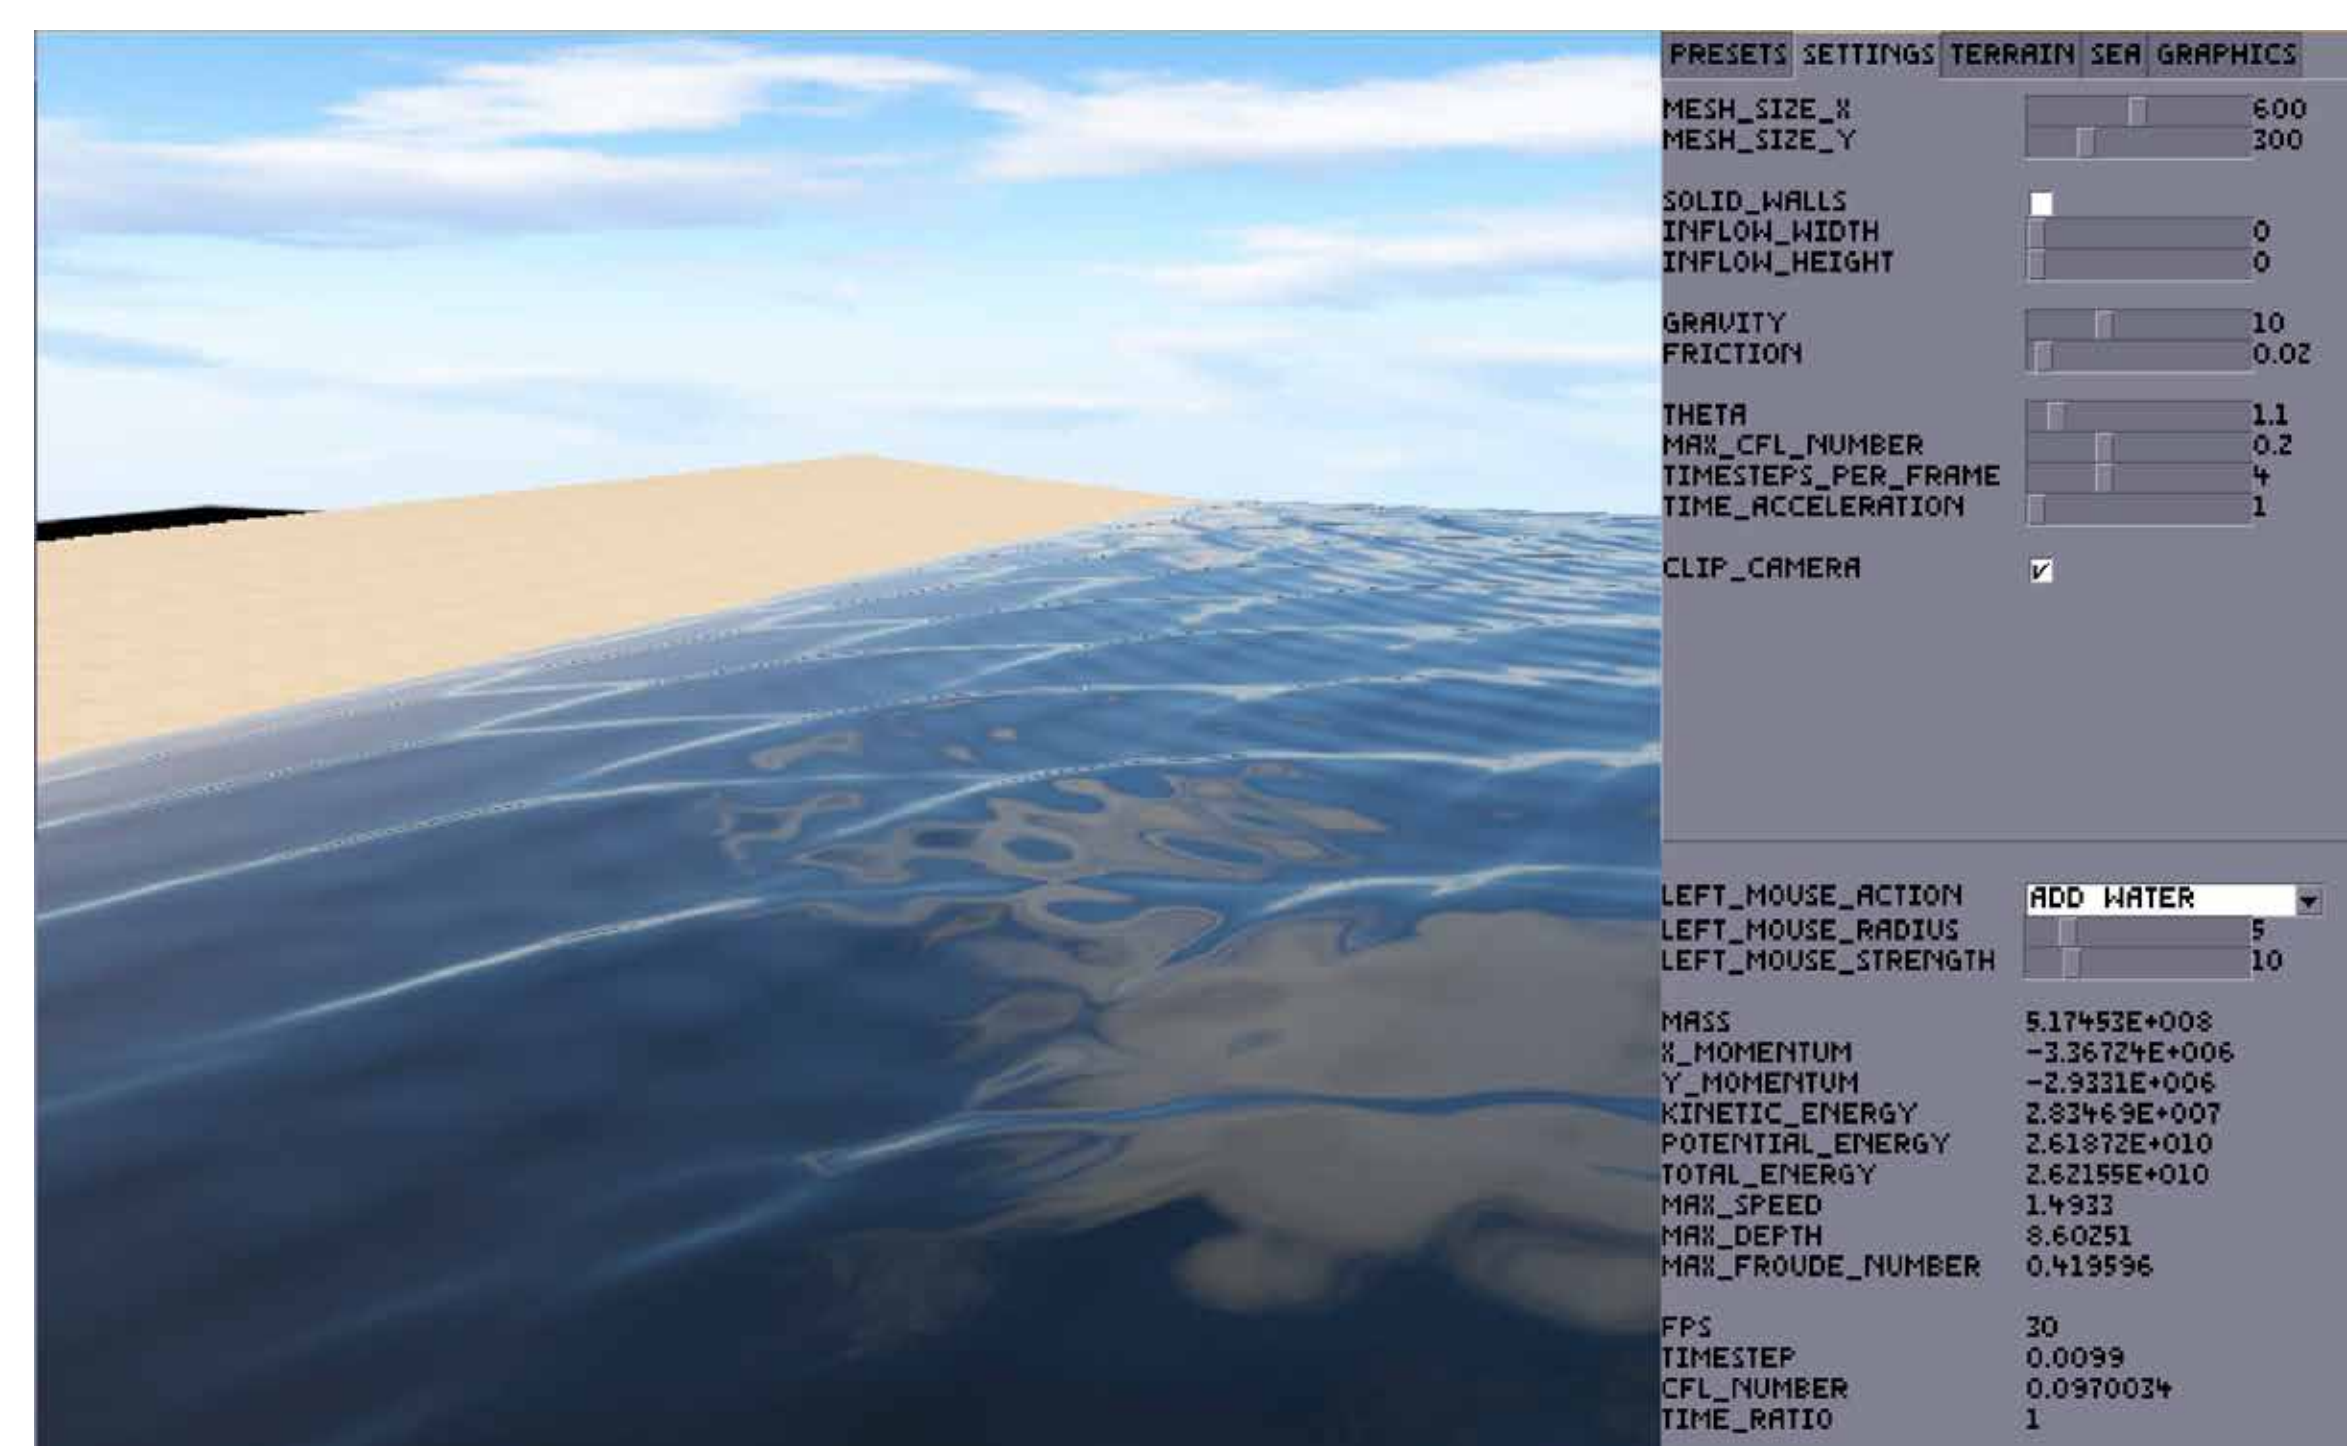 PRESETS SETTINGS TERRAIN SEA GRAPHICS
MESH_SIZE_X 600
MESH_SIZE_Y 300
SOLID_WALLS
INFLOW_WIDTH 0
INFLOW_HEIGHT 0
GRAVITY 10
FRICTION 0.02
THETA 1.1
MAX_CFL_NUMBER 0.2
TIMESTEPS_PER_FRAME 4
TIME_ACCELERATION 1
CLIP_CAMERA
LEFT_MOUSE_ACTION ADD WATER
LEFT_MOUSE_RADIUS 5
LEFT_MOUSE_STRENGTH 10
MASS 5.17453E+008
X_MOMENTUM -3.36724E+006
Y_MOMENTUM -2.9331E+006
KINETIC_ENERGY 2.83469E+007
POTENTIAL_ENERGY 2.61872E+010
TOTAL_ENERGY 2.62155E+010
MAX_SPEED 1.4933
MAX_DEPTH 8.60251
MAX_FROUDE_NUMBER 0.419596
FPS 30
TIMESTEP 0.0099
CFL_NUMBER 0.0970034
TIME_RATIO 1